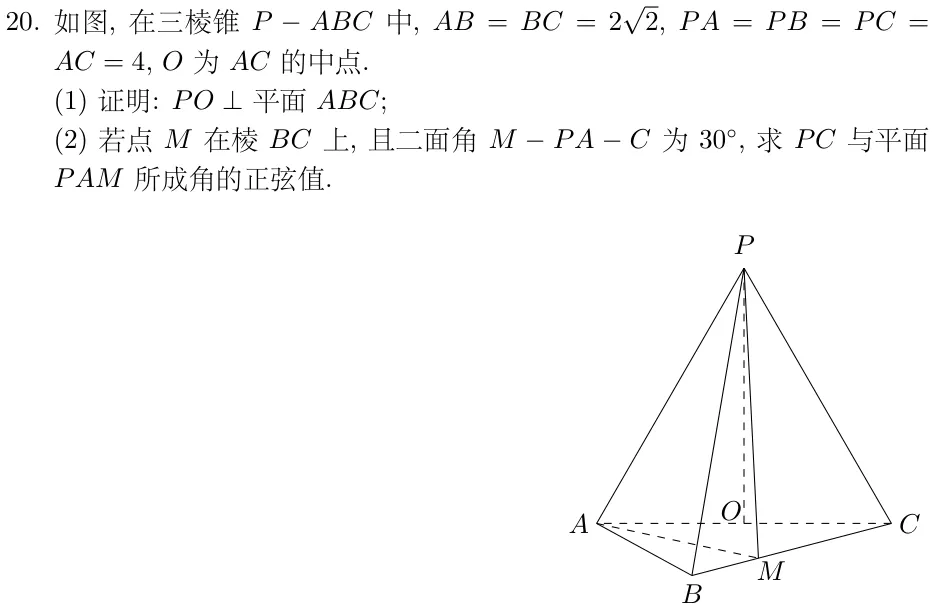 20. 如图, 在三棱锥 P − ABC 中, AB = BC = 2√2, PA = PB = PC =
AC = 4, O 为 AC 的中点.
(1) 证明: PO ⊥ 平面 ABC;
(2) 若点 M 在棱 BC 上, 且二面角 M − PA − C 为 30°, 求 PC 与平面
PAM 所成角的正弦值.
P
O
A
C
M
B